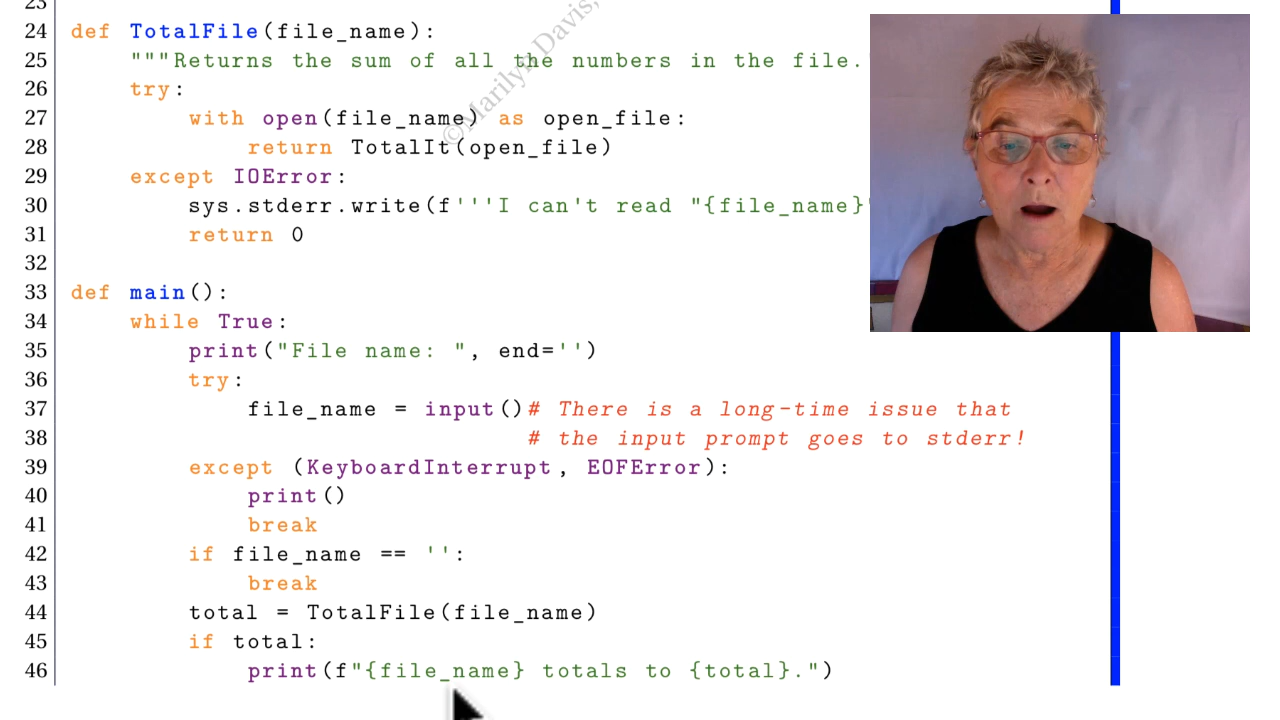 23
24 def TotalFile(file_name):
25 """Returns the sum of all the numbers in the file.
26 try:
27 with open(file_name) as open_file:
28 return TotalIt(open_file)
29 except IOError:
30 sys.stderr.write(f'''I can't read "{file_name}"
31 return 0
32
33 def main():
34 while True:
35 print("File name: ", end='')
36 try:
37 file_name = input()# There is a long-time issue that
38 # the input prompt goes to stderr!
39 except (KeyboardInterrupt, EOFError):
40 print()
41 break
42 if file_name == '':
43 break
44 total = TotalFile(file_name)
45 if total:
46 print(f"{file_name} totals to {total}.")
©Marilyn Davis,